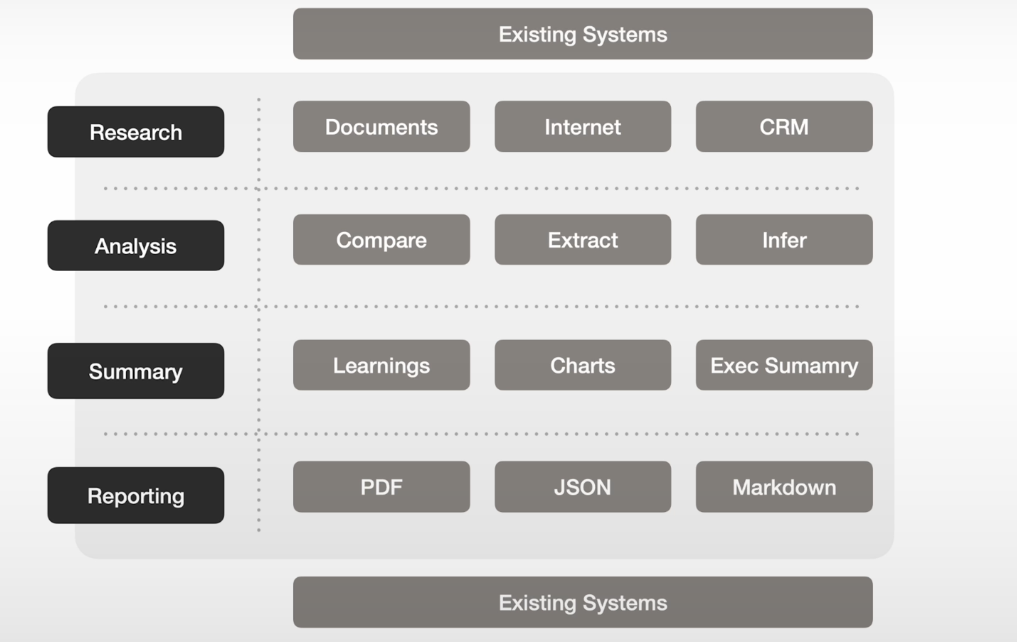 Existing Systems
Research
Documents
Internet
CRM
Analysis
Compare
Extract
Infer
Summary
Learnings
Charts
Exec Sumamry
Reporting
PDF
JSON
Markdown
Existing Systems